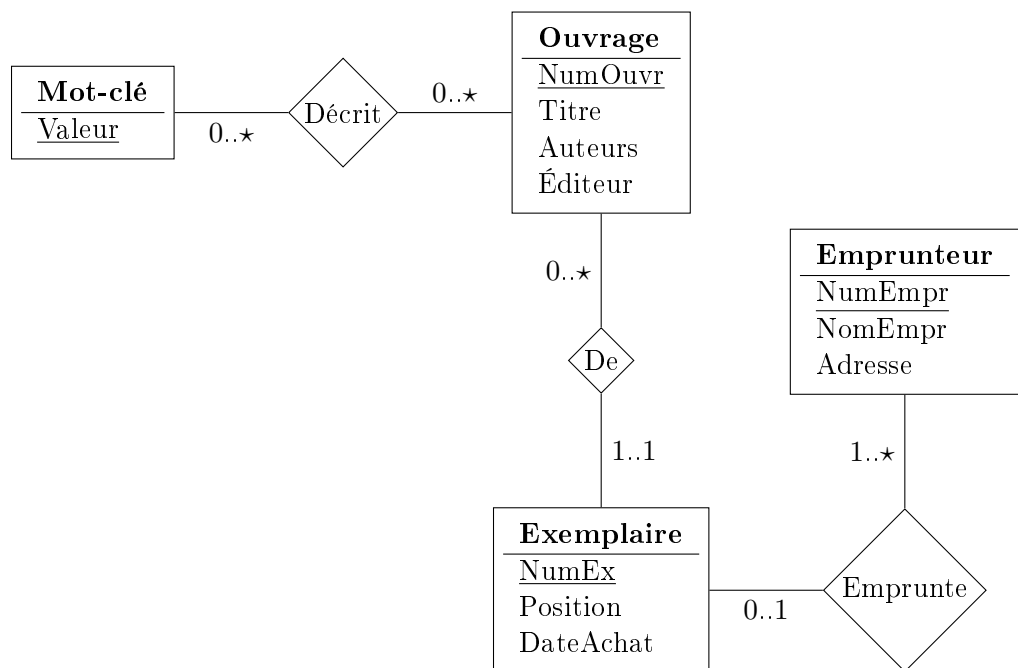 Mot-clé
Valeur
0..⋆
Décrit
0..⋆
Ouvrage
NumOuvr
Titre
Auteurs
Éditeur
0..⋆
De
1..1
Exemplaire
NumEx
Position
DateAchat
0..1
Emprunte
1..⋆
Emprunteur
NumEmpr
NomEmpr
Adresse